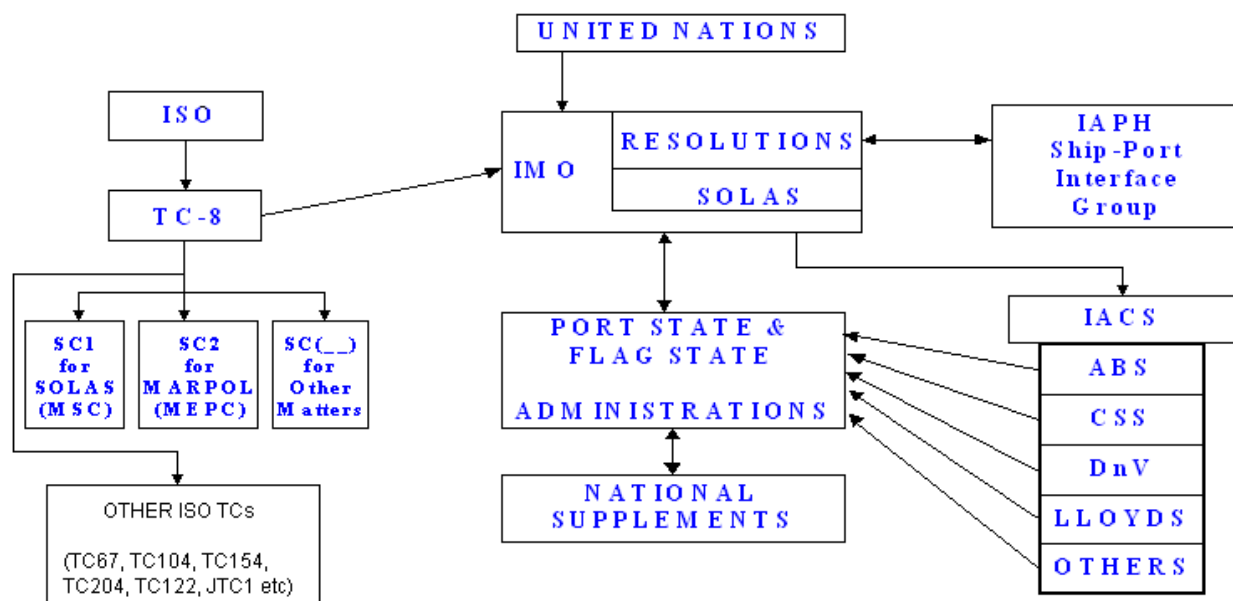 UNITED NATIONS
ISO
TC-8
IMO
RESOLUTIONS
SOLAS
IAPH
Ship-Port
Interface
Group
SC1
for
SOLAS
(MSC)
SC2
for
MARPOL
(MEPC)
SC(__)
for
Other
Matters
PORT STATE &
FLAG STATE
ADMINISTRATIONS
IACS
ABS
CSS
DnV
LLOYDS
OTHERS
NATIONAL
SUPPLEMENTS
OTHER ISO TCs
(TC67, TC104, TC154,
TC204, TC122, JTC1 etc)